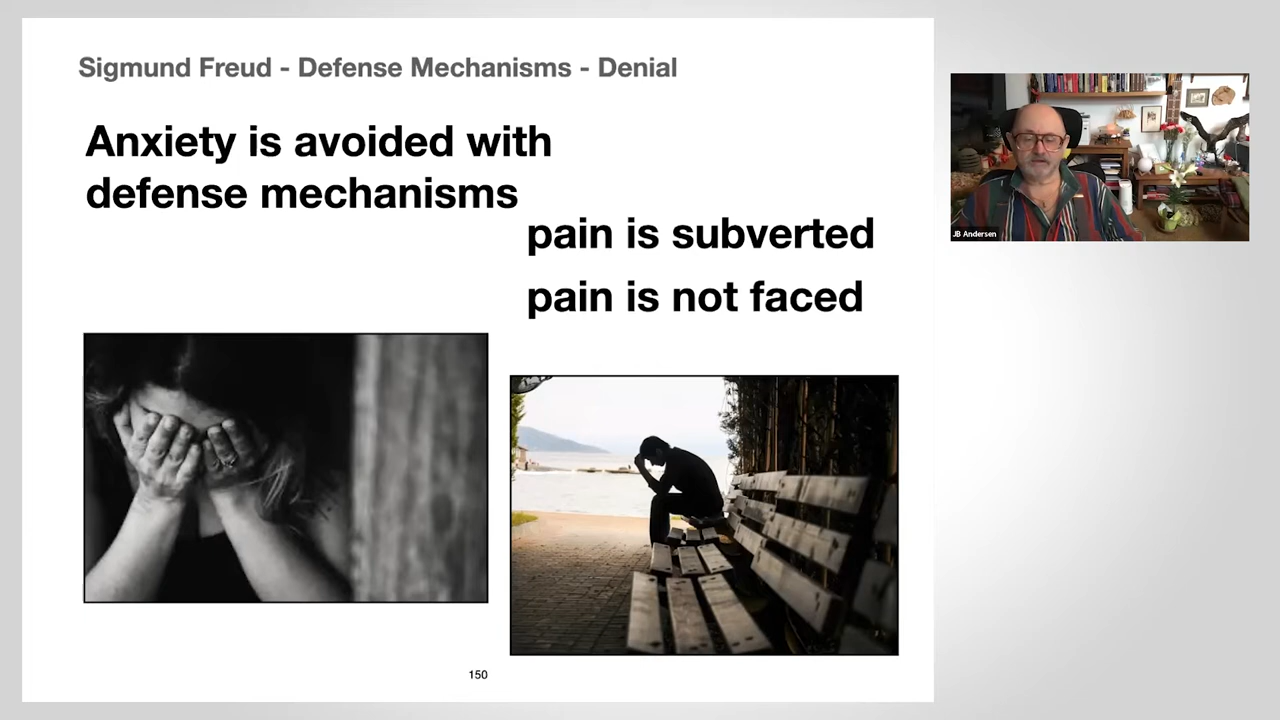 Sigmund Freud - Defense Mechanisms - Denial
Anxiety is avoided with
defense mechanisms
pain is subverted
pain is not faced
150
JB Andersen